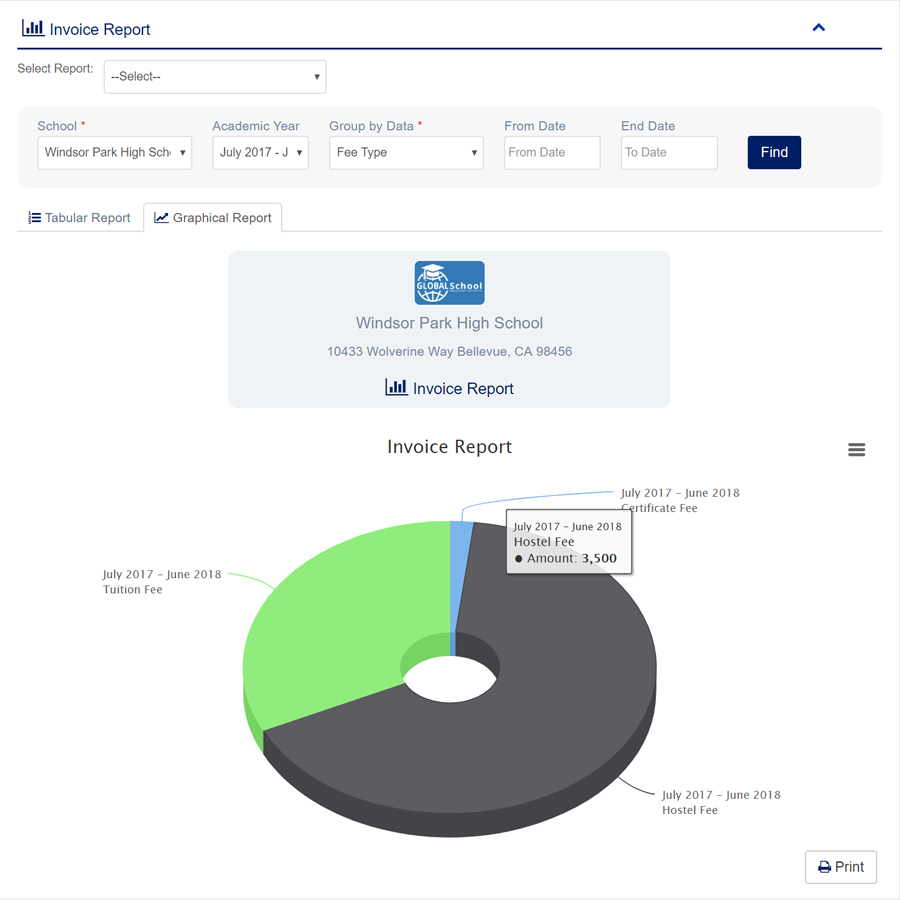 Invoice Report
Select Report: --Select--
School * Academic Year Group by Data * From Date End Date
Windsor Park High Sch July 2017 - J Fee Type From Date To Date Find
Tabular Report Graphical Report
GLOBAL School
Windsor Park High School
10433 Wolverine Way Bellevue, CA 98456
Invoice Report
Invoice Report
July 2017 – June 2018
Certificate Fee
July 2017 – June 2018
Hostel Fee
● Amount: 3,500
July 2017 – June 2018
Tuition Fee
July 2017 – June 2018
Hostel Fee
Print